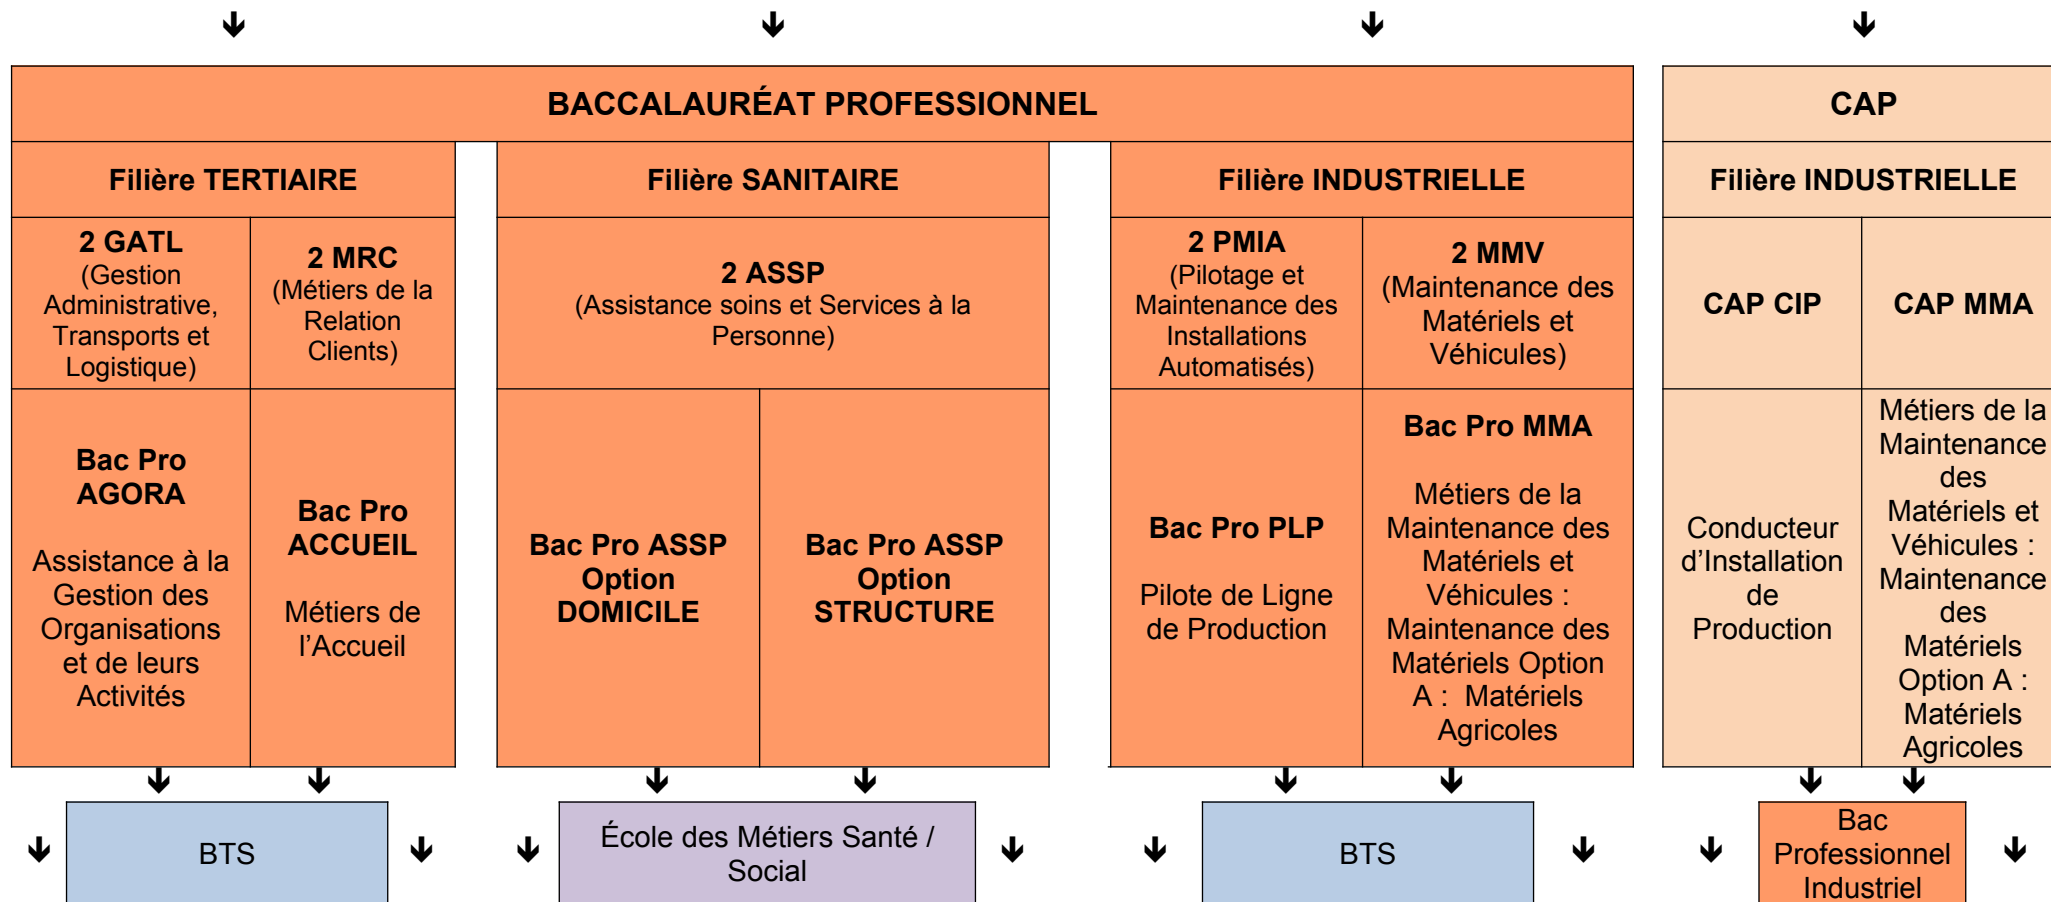 BACCALAURÉAT PROFESSIONNEL
CAP
Filière TERTIAIRE
Filière SANITAIRE
Filière INDUSTRIELLE
Filière INDUSTRIELLE
2 GATL
(Gestion
Administrative,
Transports et
Logistique)
2 MRC
(Métiers de la
Relation
Clients)
2 ASSP
(Assistance soins et Services à la
Personne)
2 PMIA
(Pilotage et
Maintenance des
Installations
Automatisés)
2 MMV
(Maintenance des
Matériels et
Véhicules)
CAP CIP
CAP MMA
Bac Pro
AGORA
Assistance à la
Gestion des
Organisations
et de leurs
Activités
Bac Pro
ACCUEIL
Métiers de
l’Accueil
Bac Pro ASSP
Option
DOMICILE
Bac Pro ASSP
Option
STRUCTURE
Bac Pro PLP
Pilote de Ligne
de Production
Bac Pro MMA
Métiers de la
Maintenance des
Matériels et
Véhicules :
Maintenance des
Matériels Option
A : Matériels
Agricoles
Conducteur
d’Installation
de
Production
Métiers de la
Maintenance
des
Matériels et
Véhicules :
Maintenance
des
Matériels
Option A :
Matériels
Agricoles
BTS
École des Métiers Santé /
Social
BTS
Bac
Professionnel
Industriel